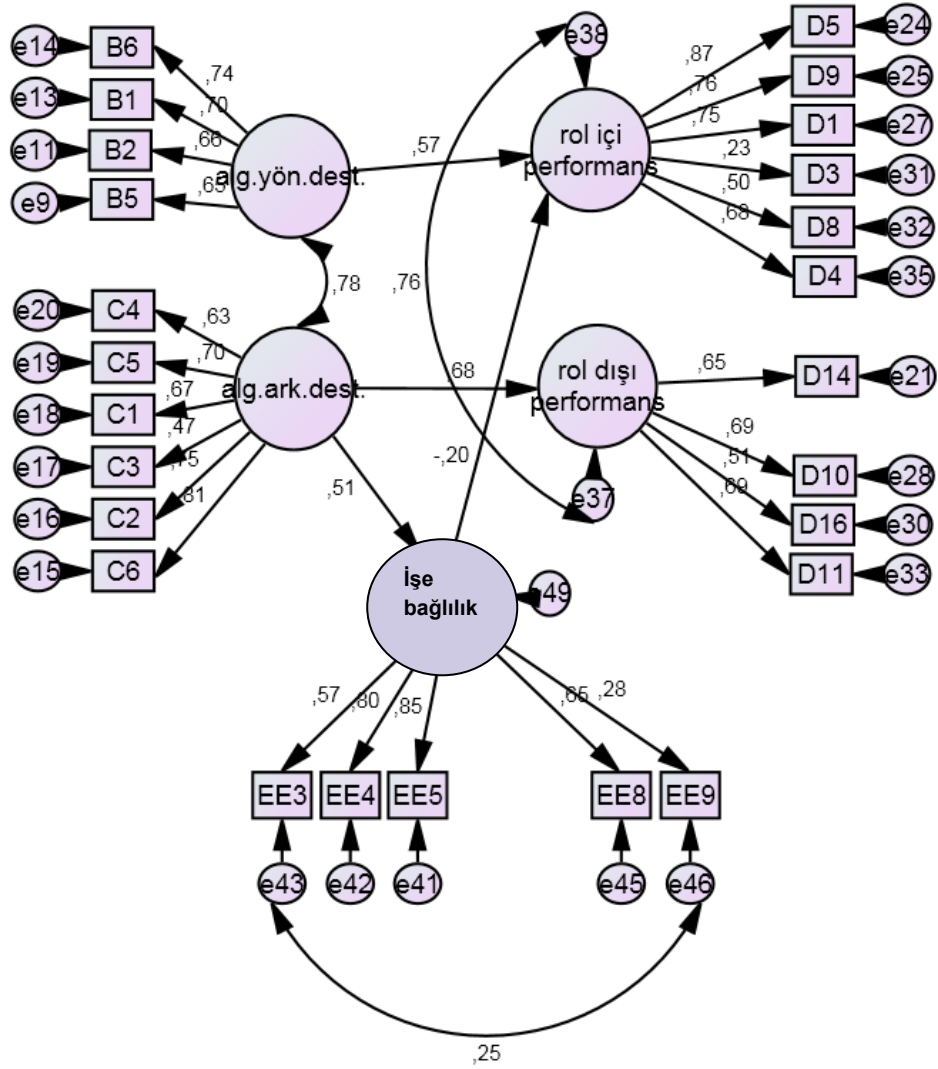 e14 B6
e13 B1
e11 B2
e9 B5
,74
,70
,66
,65
alg.yön.dest.
,57
e38
rol içi
performans
,87
,76
,75
,23
,50
,68
D5 e24
D9 e25
D1 e27
D3 e31
D8 e32
D4 e35
,78
,76
e20 C4
e19 C5
e18 C1
e17 C3
e16 C2
e15 C6
,63
,70
,67
,47
,75
,81
alg.ark.dest.
,68
rol dışı
performans
e37
,65
,69
,51
,69
D14 e21
D10 e28
D16 e30
D11 e33
-,20
,51
İşe
bağlılık
,57 ,80 ,85 ,65 ,28
EE3 EE4 EE5 EE8 EE9
e43 e42 e41 e45 e46
,25